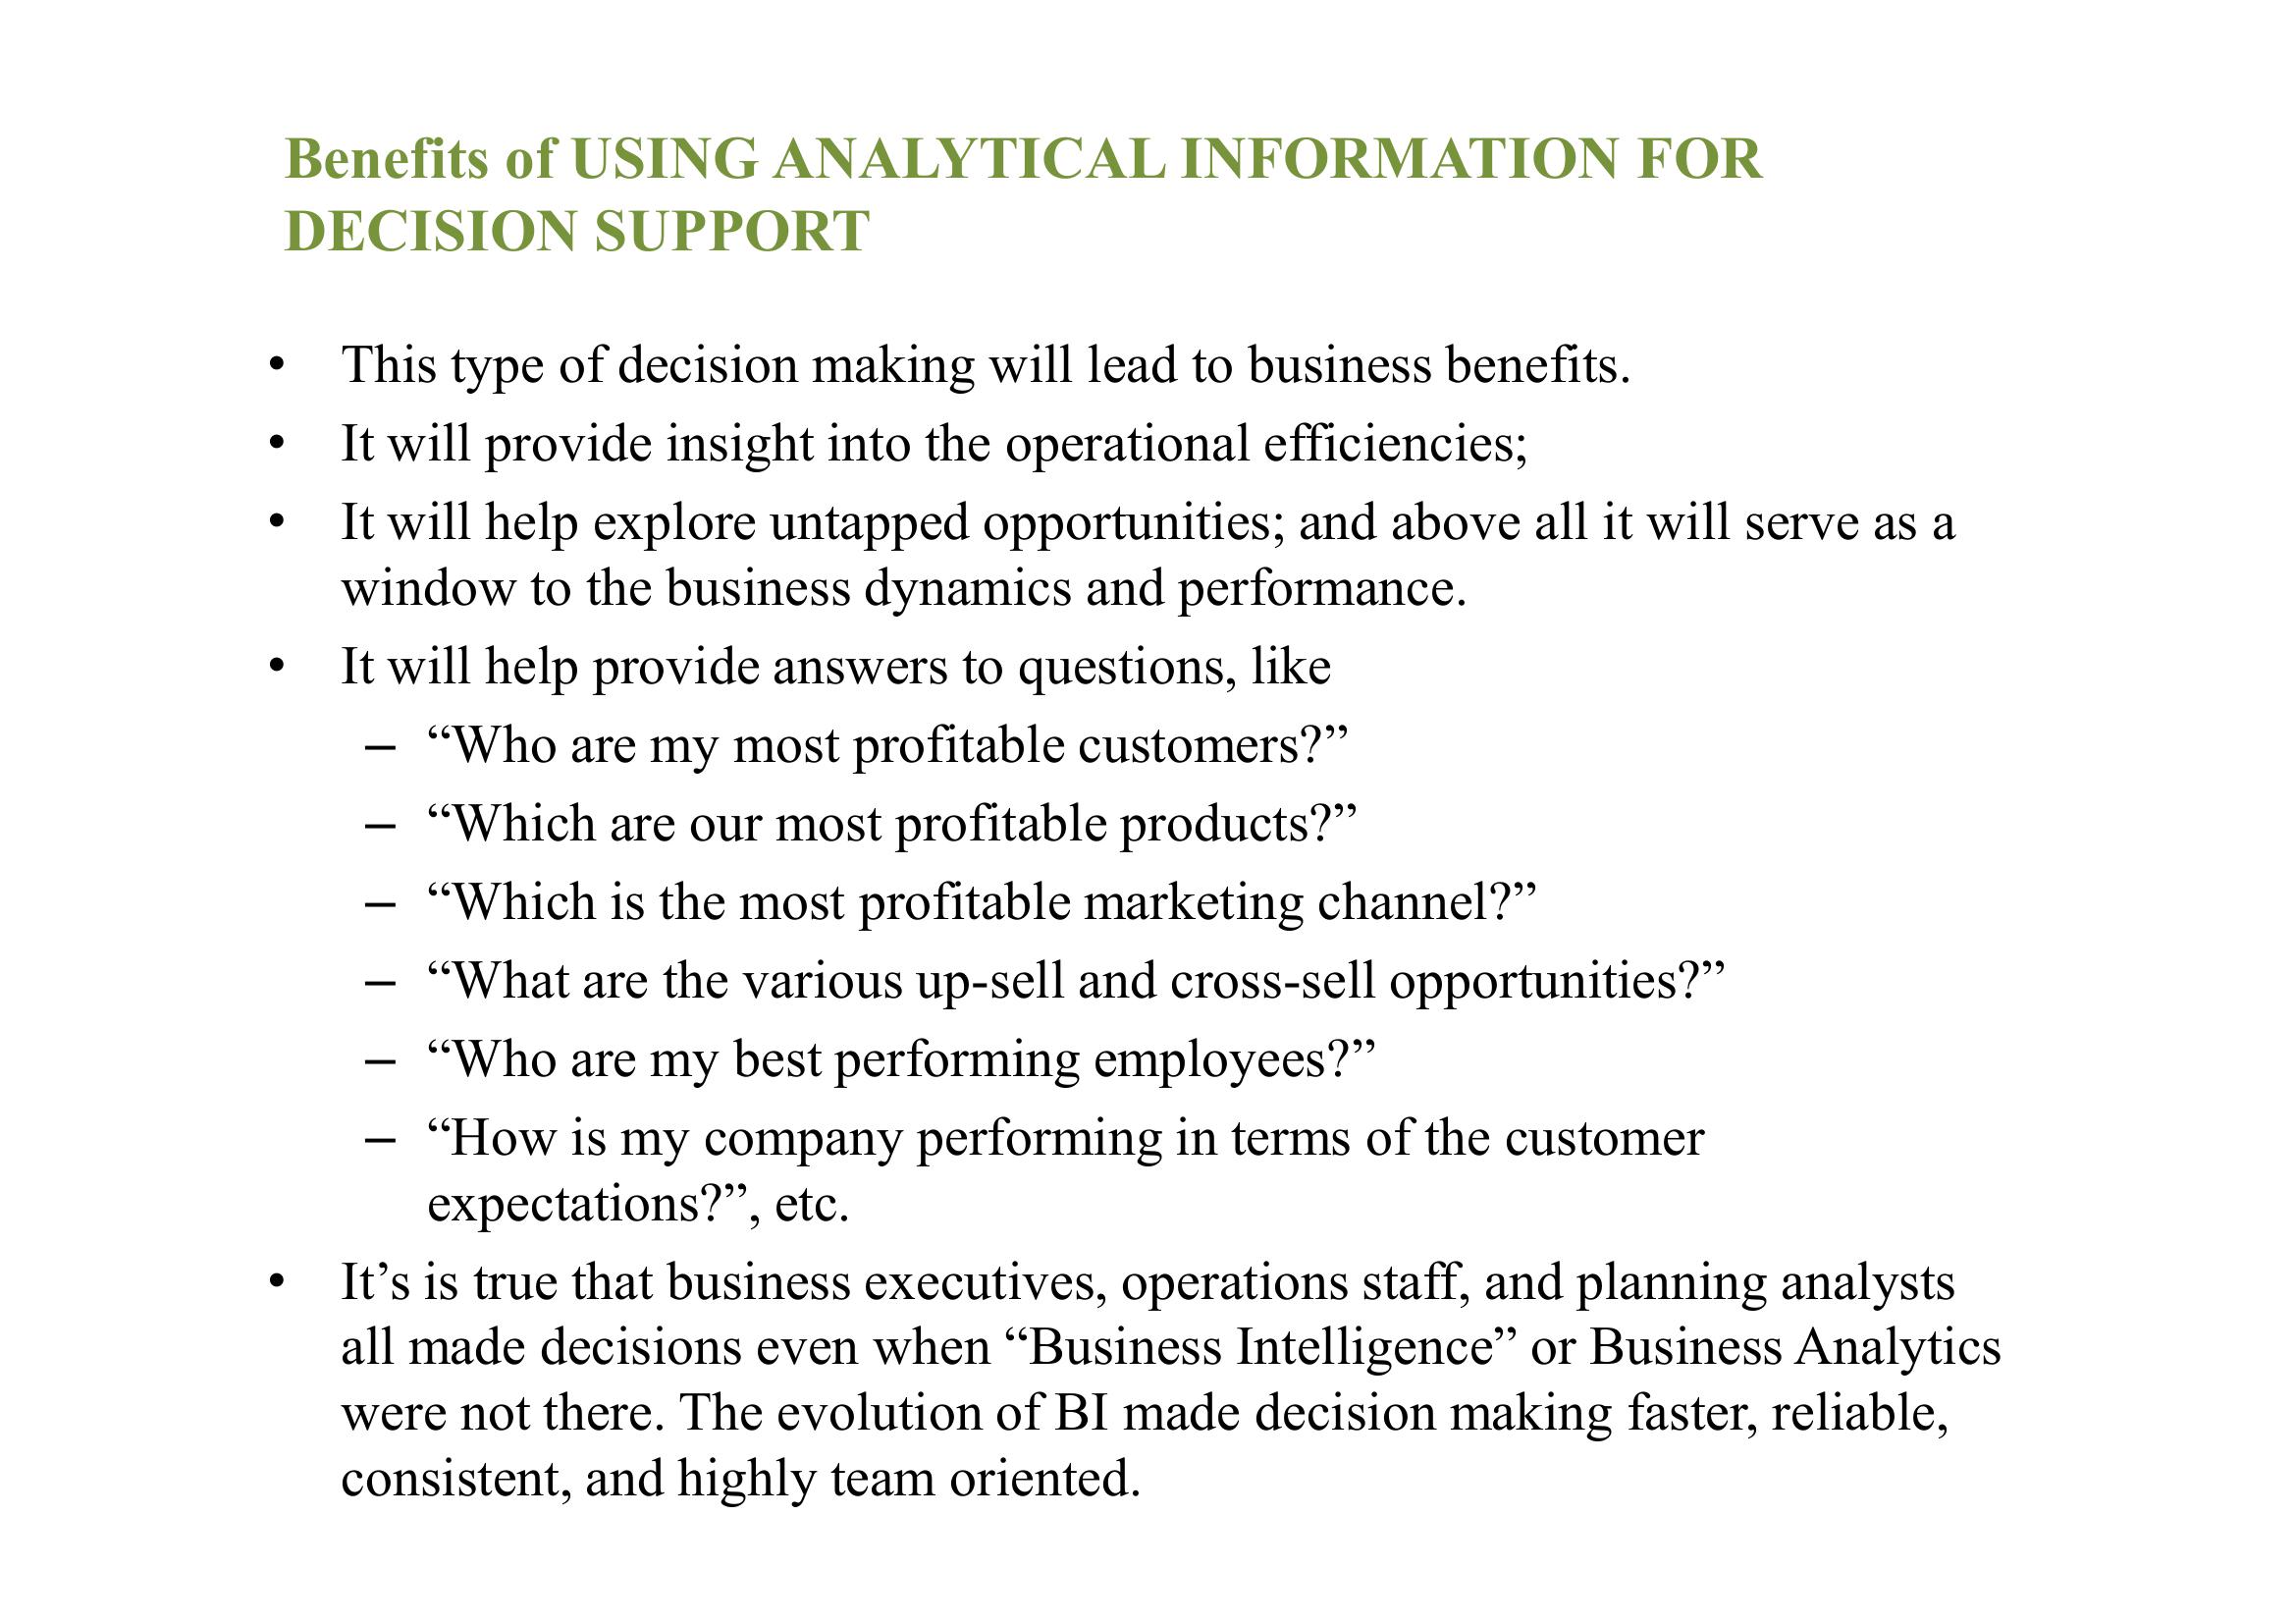 Benefits of USING ANALYTICAL INFORMATION FOR
DECISION SUPPORT
• This type of decision making will lead to business benefits.
• It will provide insight into the operational efficiencies;
• It will help explore untapped opportunities; and above all it will serve as a
window to the business dynamics and performance.
• It will help provide answers to questions, like
– “Who are my most profitable customers?”
– “Which are our most profitable products?”
– “Which is the most profitable marketing channel?”
– “What are the various up-sell and cross-sell opportunities?”
– “Who are my best performing employees?”
– “How is my company performing in terms of the customer
expectations?”, etc.
• It’s is true that business executives, operations staff, and planning analysts
all made decisions even when “Business Intelligence” or Business Analytics
were not there. The evolution of BI made decision making faster, reliable,
consistent, and highly team oriented.